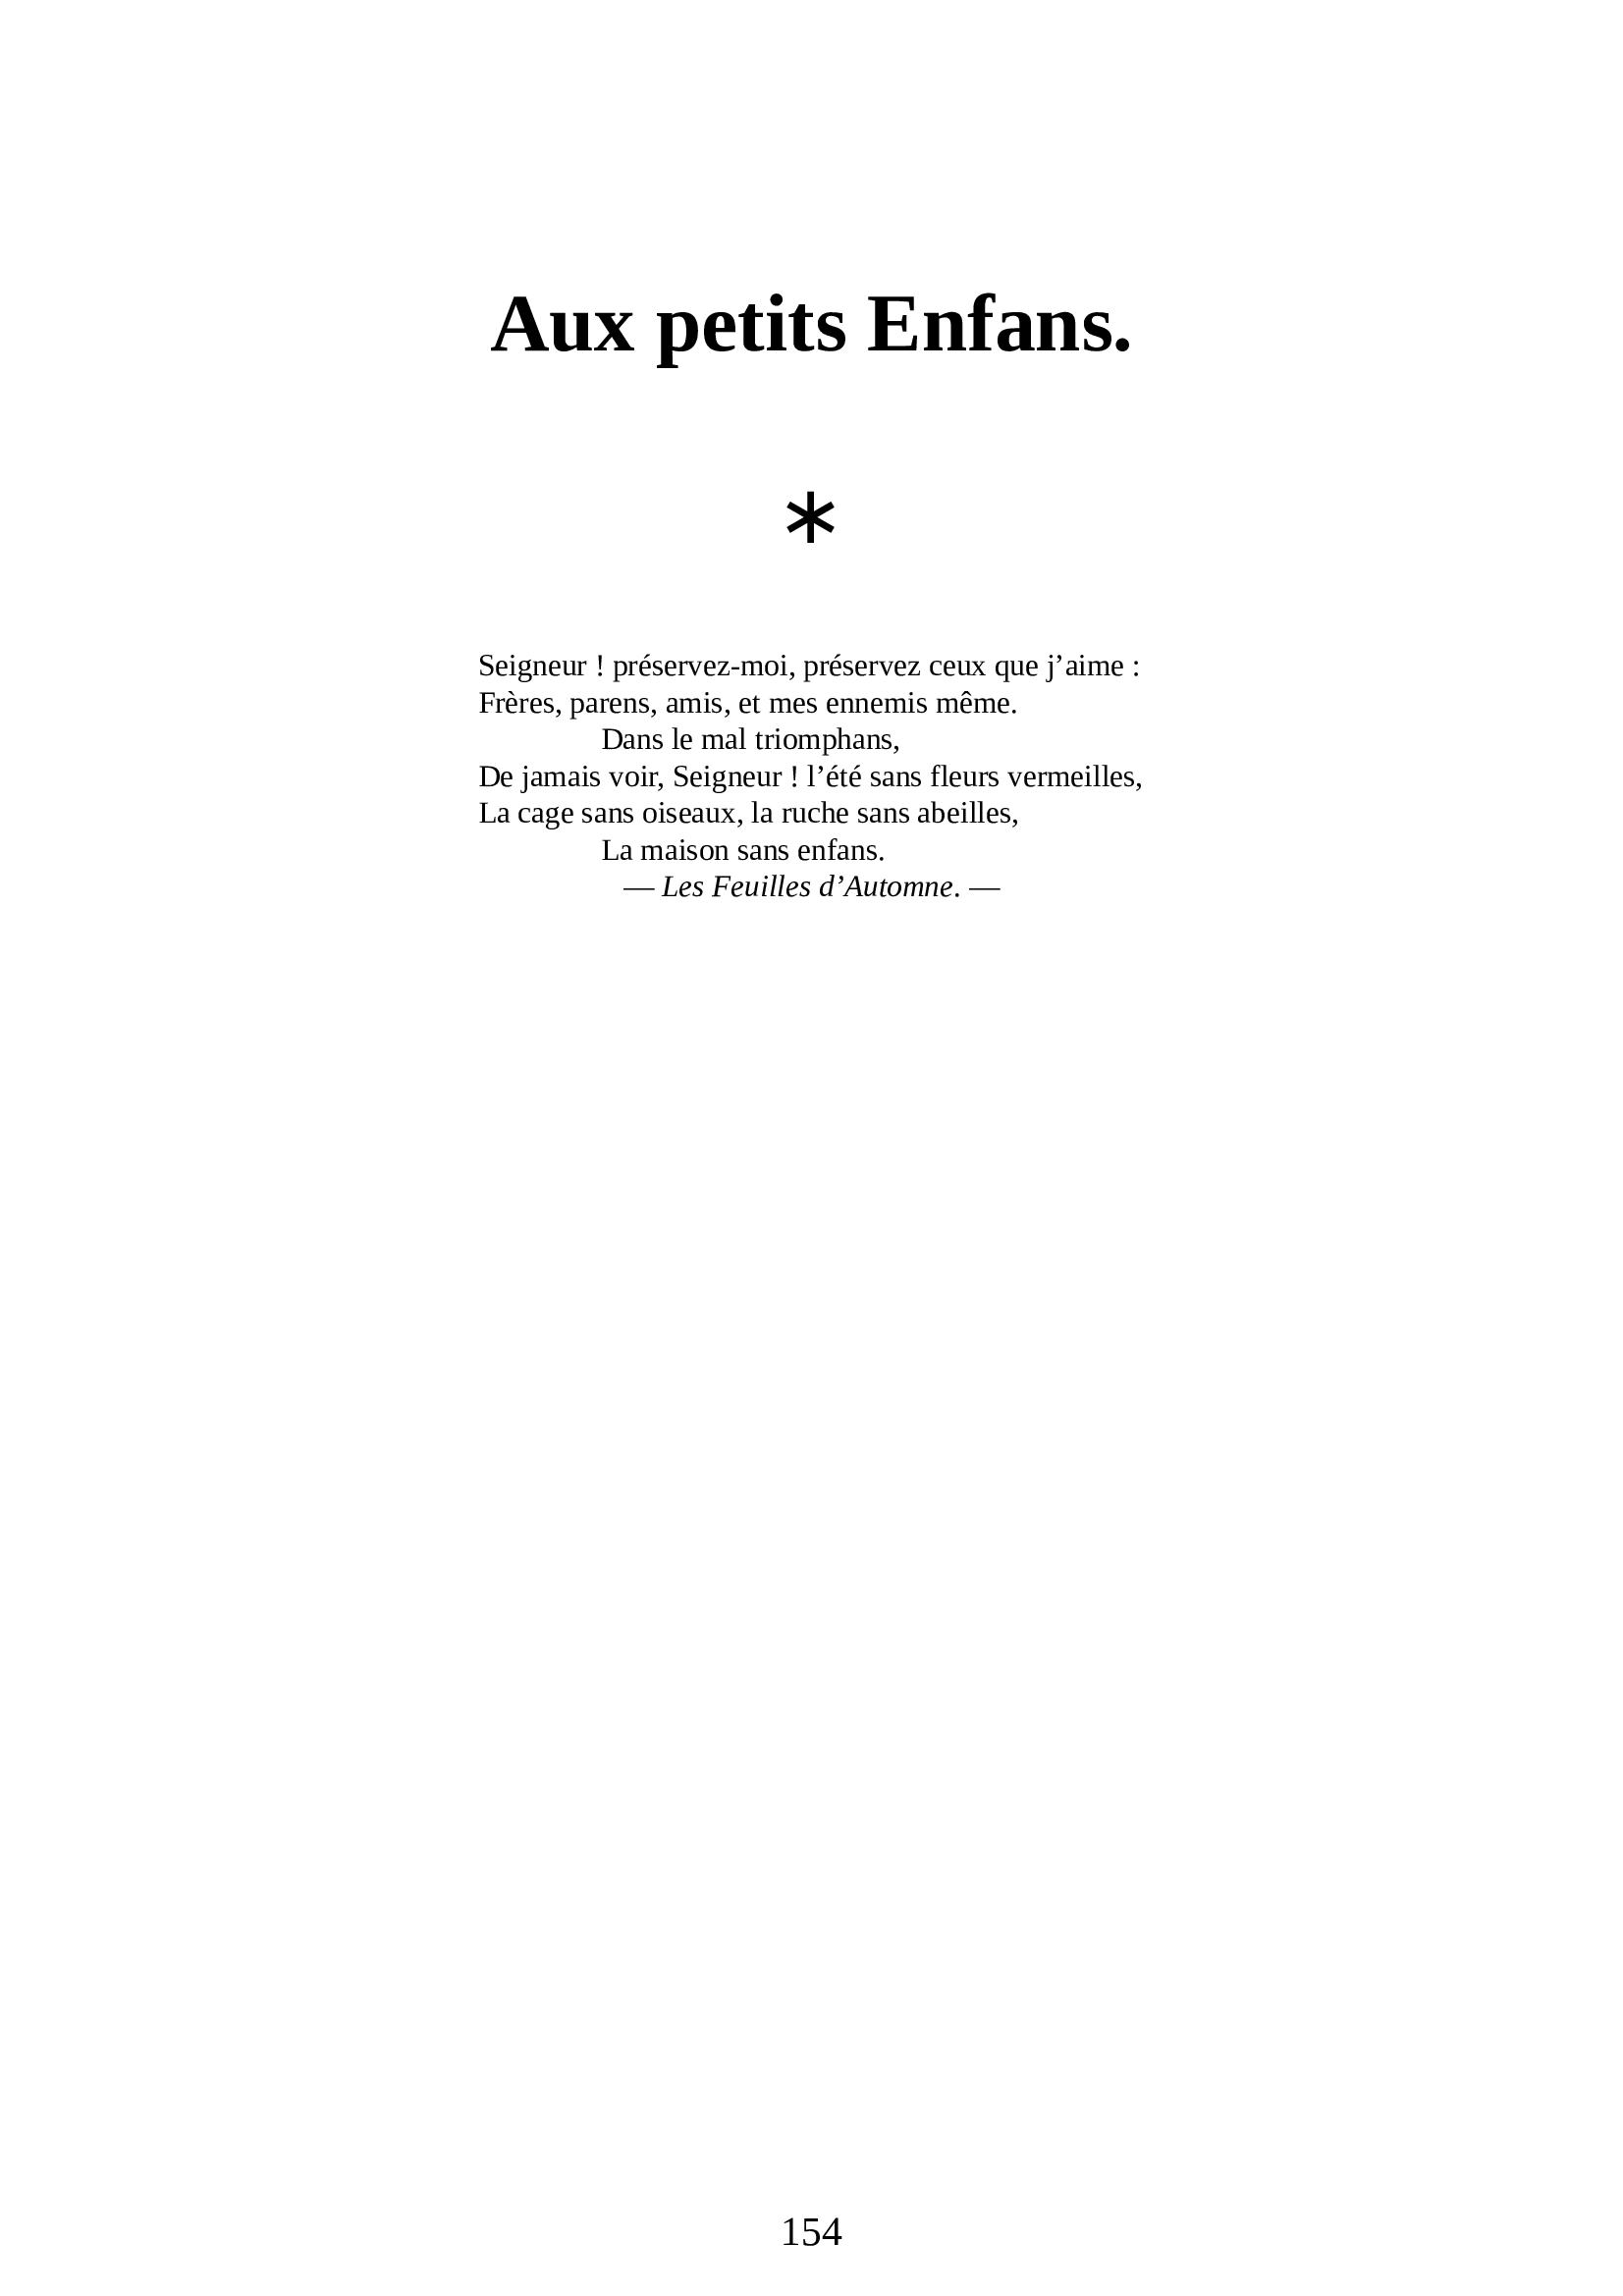 Aux petits Enfans.
*
Seigneur ! préservez-moi, préservez ceux que j’aime :
Frères, parens, amis, et mes ennemis même.
Dans le mal triomphans,
De jamais voir, Seigneur ! l’été sans fleurs vermeilles,
La cage sans oiseaux, la ruche sans abeilles,
La maison sans enfans.
— Les Feuilles d’Automne. —
154